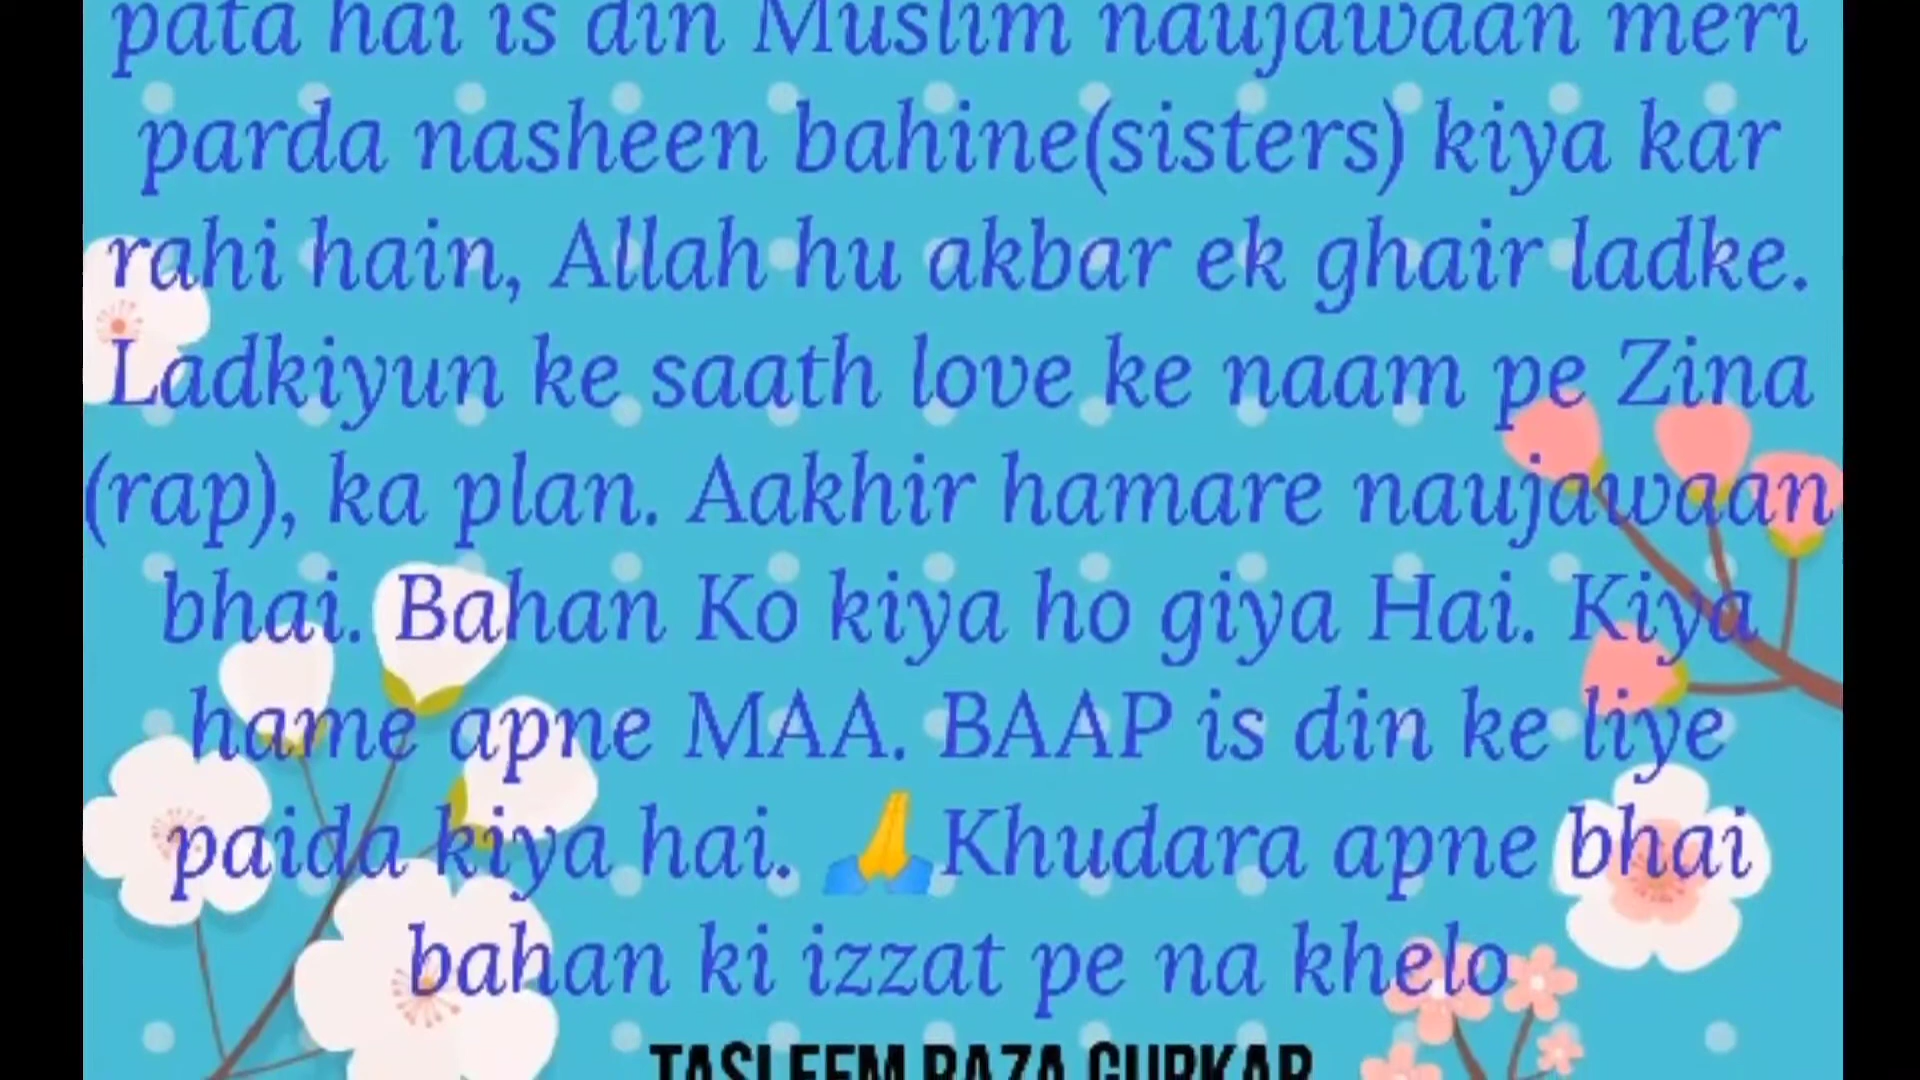 pata hai is din Muslim naujawaan meri
parda nasheen bahine(sisters) kiya kar
rahi hain, Allah hu akbar ek ghair ladke.
Ladkiyun ke saath love ke naam pe Zina
(rap), ka plan. Aakhir hamare naujawaan
bhai. Bahan Ko kiya ho giya Hai. Kiya
hame apne MAA. BAAP is din ke liye
paida kiya hai. 🙏Khudara apne bhai
bahan ki izzat pe na khelo
TASLEEM RAZA GURKAR